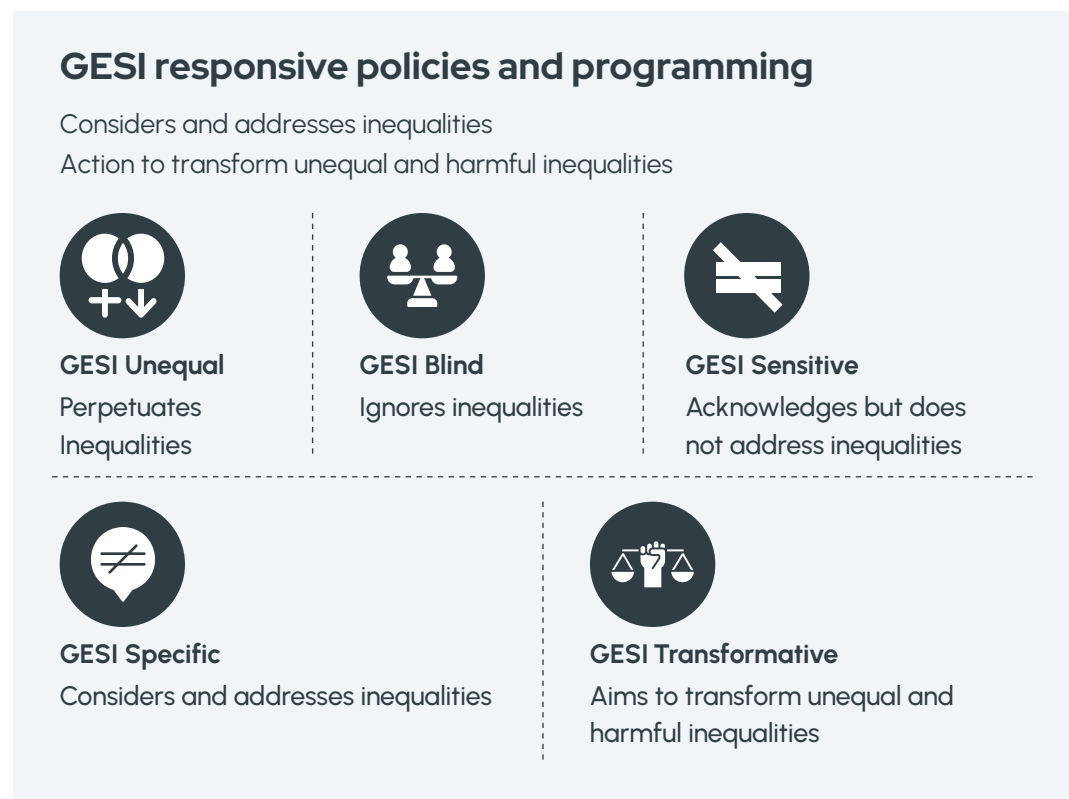 GESI responsive policies and programming
Considers and addresses inequalities
Action to transform unequal and harmful inequalities
GESI Unequal
Perpetuates
Inequalities
GESI Blind
Ignores inequalities
GESI Sensitive
Acknowledges but does
not address inequalities
GESI Specific
Considers and addresses inequalities
GESI Transformative
Aims to transform unequal and
harmful inequalities